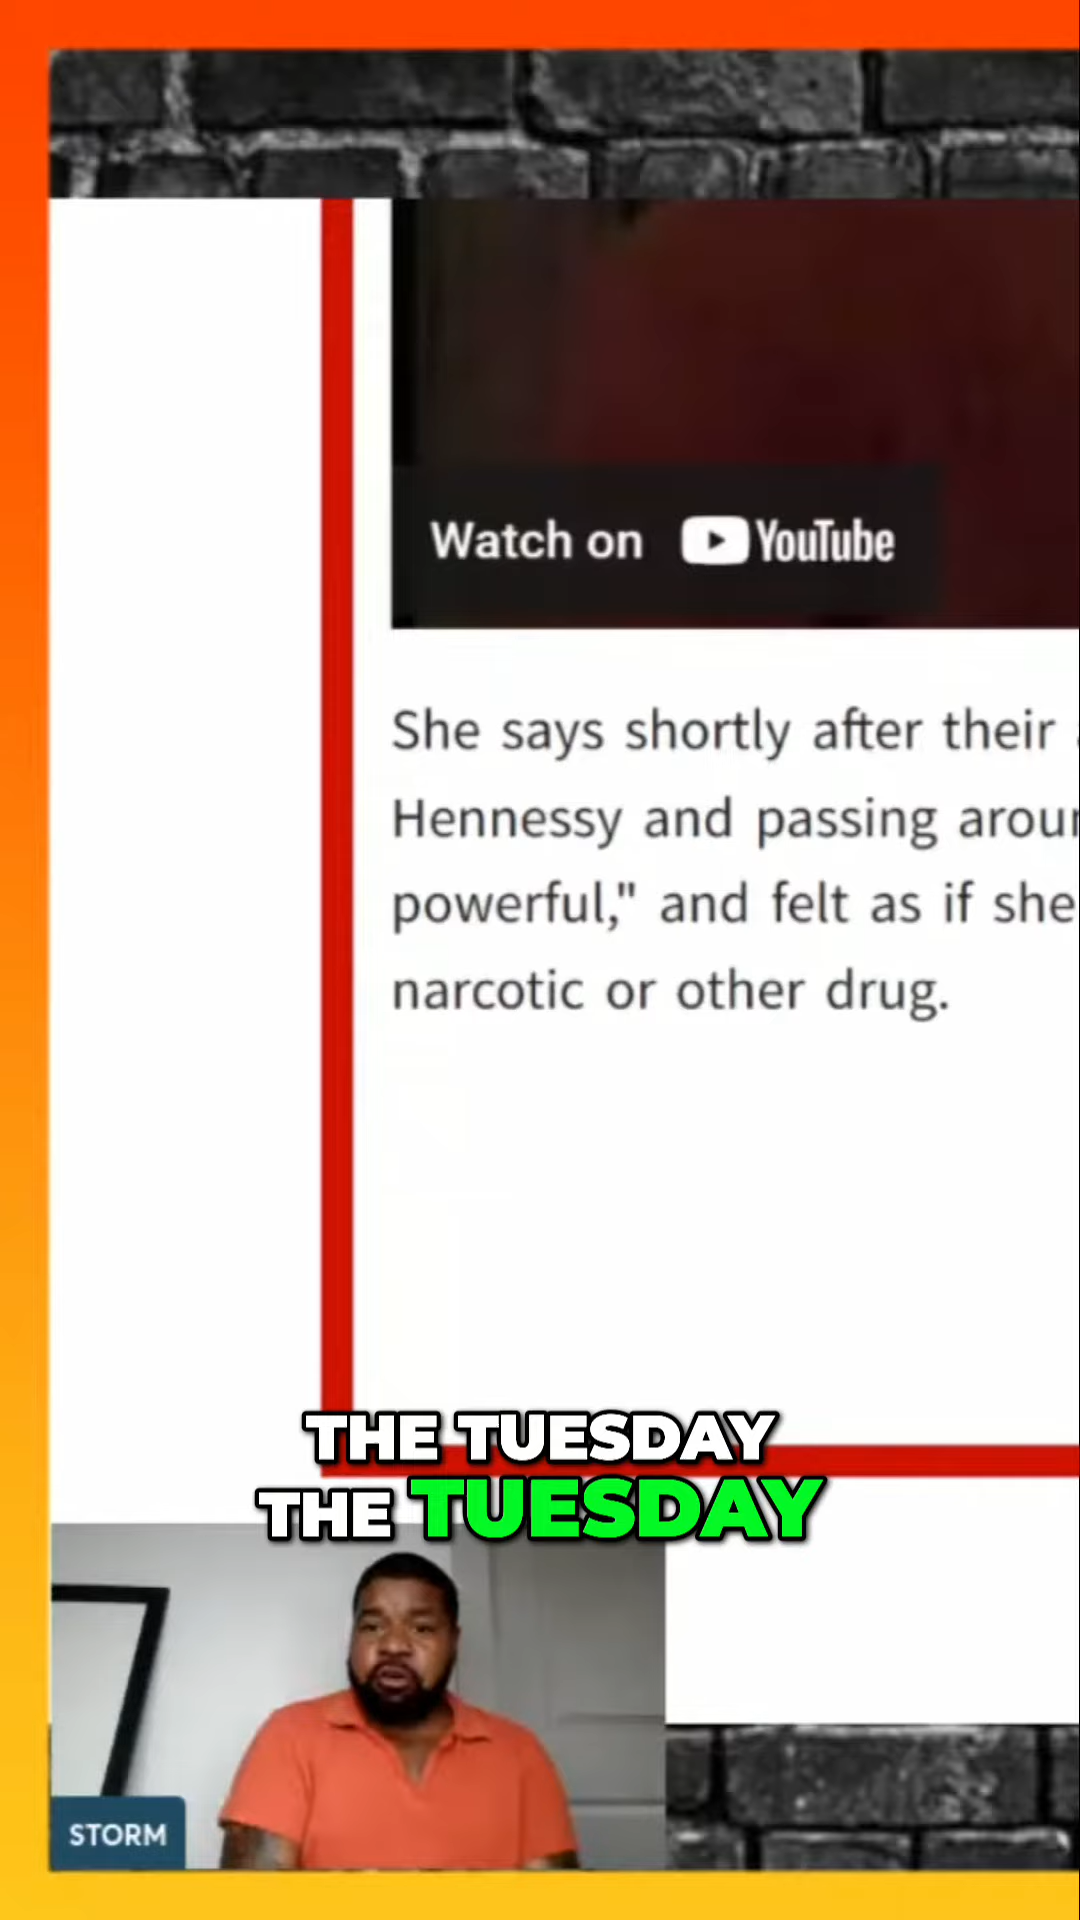 Watch on YouTube
She says shortly after their
Hennessy and passing
powerful," and felt as if she
narcotic or other drug.
THE TUESDAY
THE TUESDAY
STORM